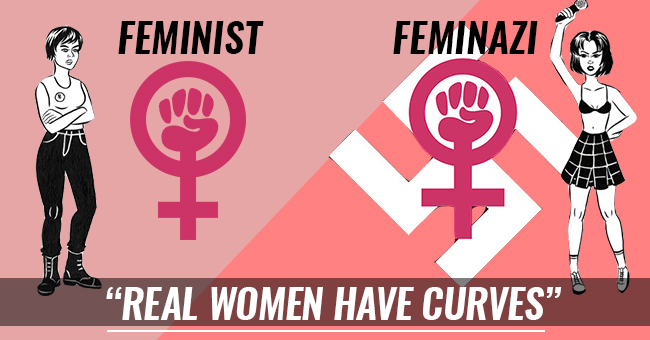 FEMINIST
FEMINAZI
“REAL WOMEN HAVE CURVES”